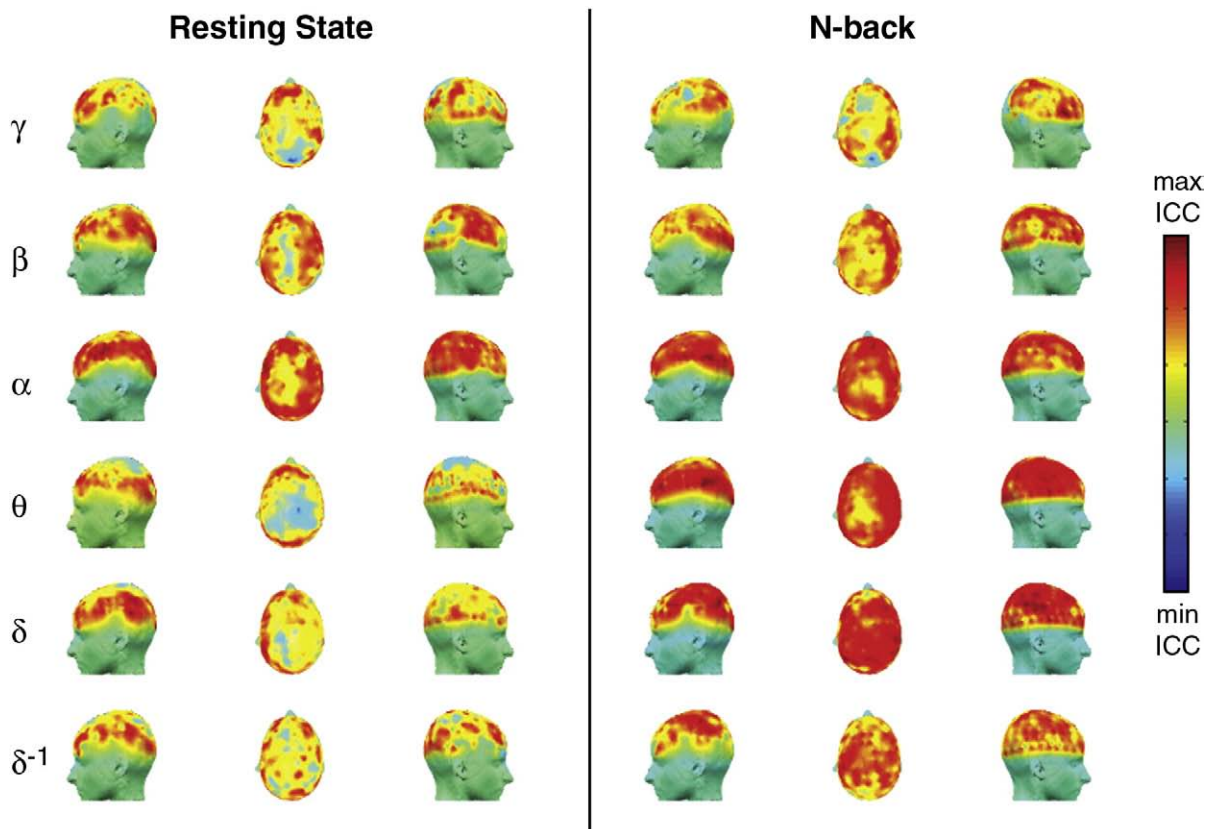 Resting State
N-back
γ
β
α
θ
δ
δ-1
max
ICC
min
ICC